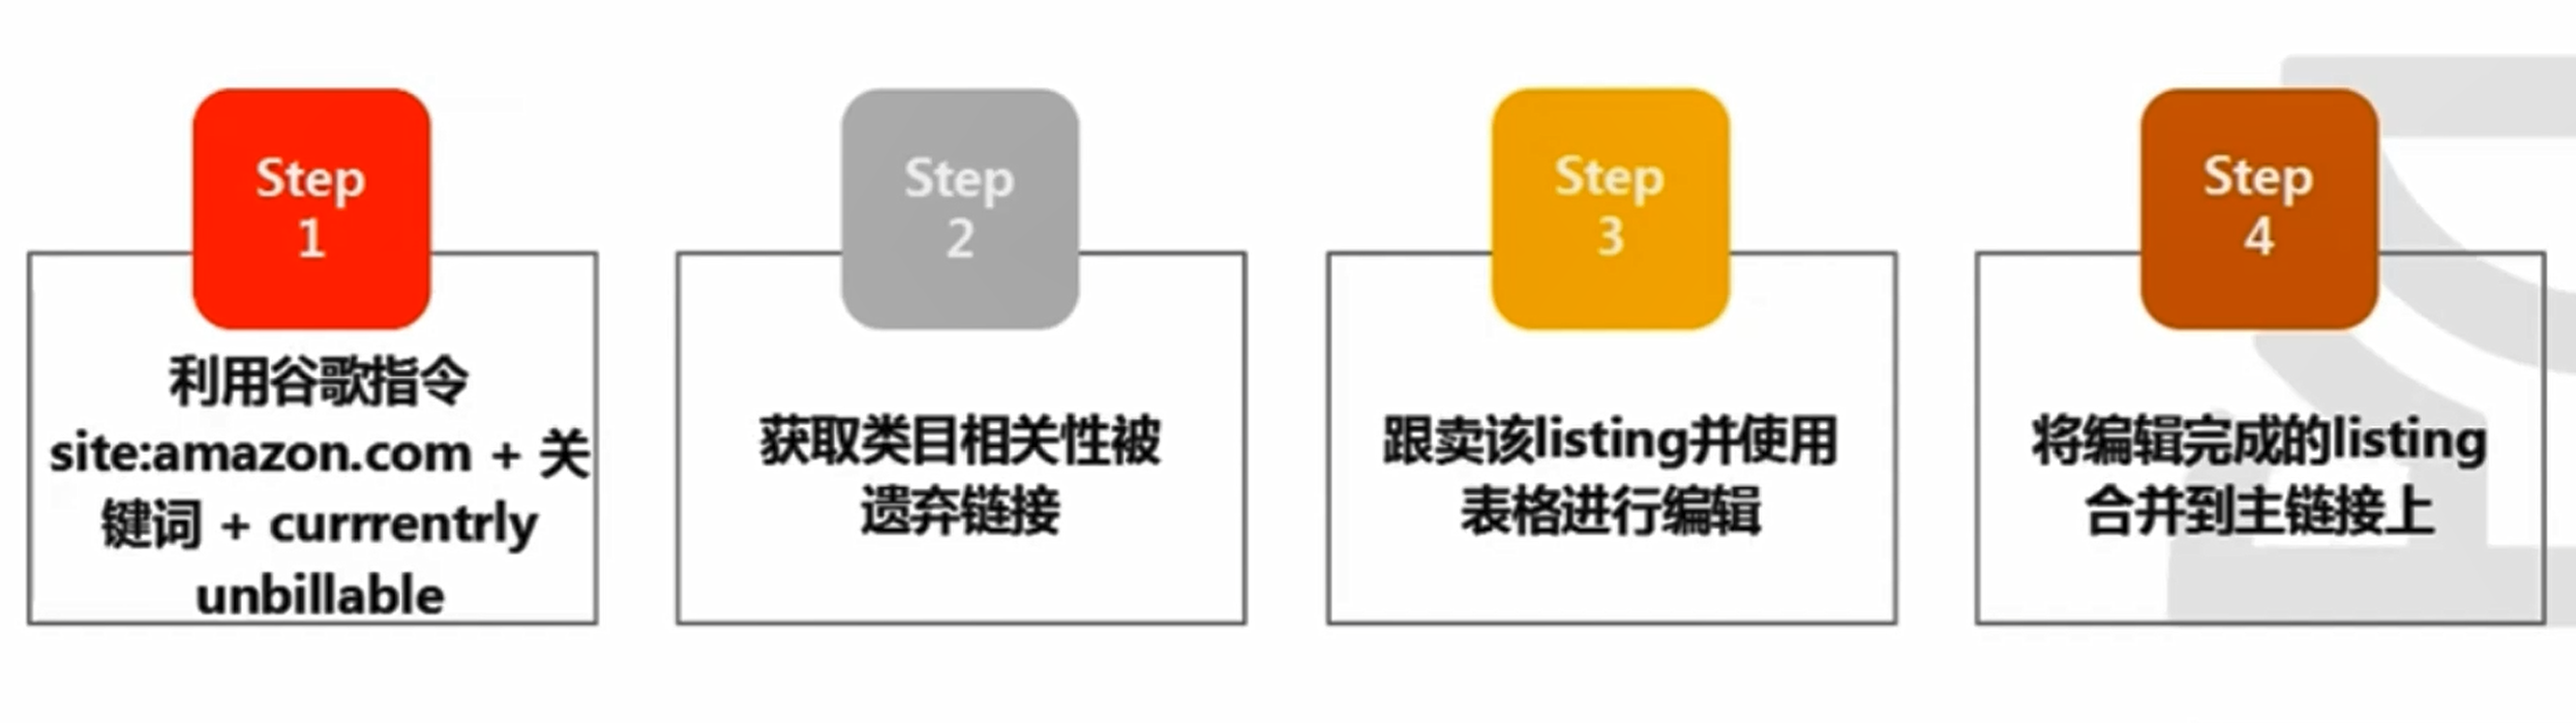 Step
1
利用谷歌指令
site:amazon.com + 关
键词 + currrentrly
unbillable
Step
2
获取类目相关性被
遗弃链接
Step
3
跟卖该listing并使用
表格进行编辑
Step
4
将编辑完成的listing
合并到主链接上